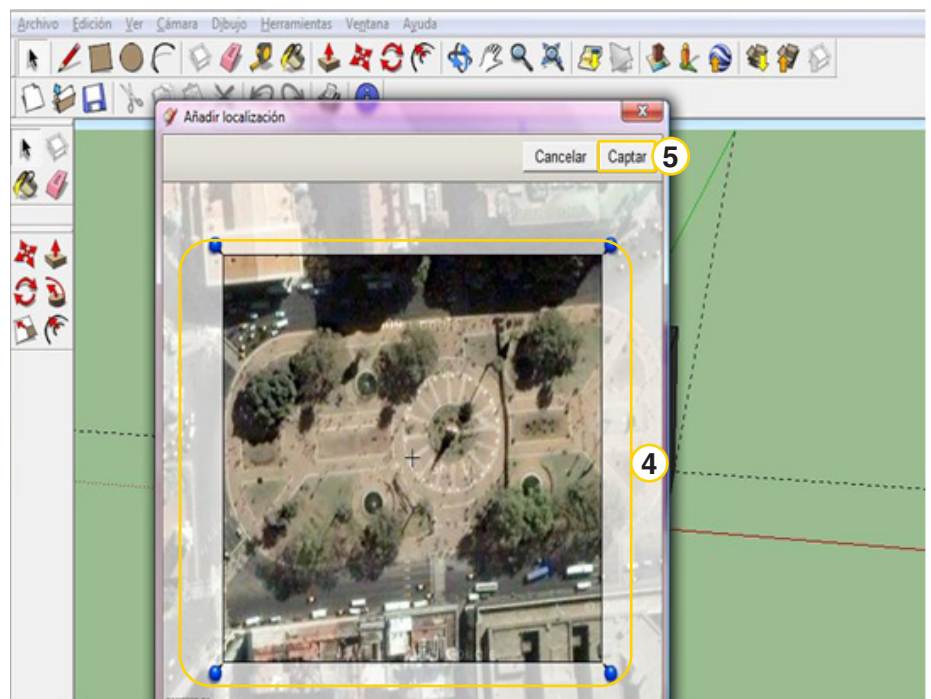 Archivo Edición Ver Cámara Dibujo Herramientas Ventana Ayuda
Añadir localización
Cancelar Captar 5
4